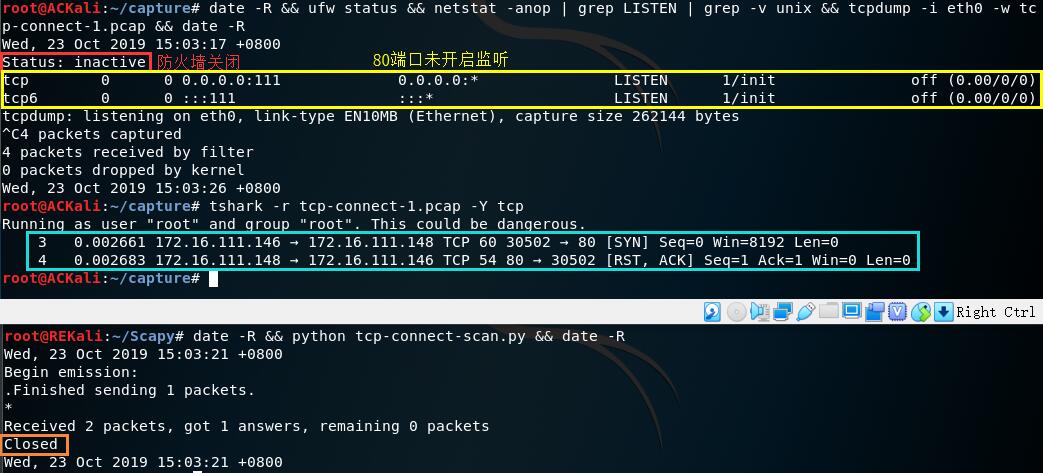 root@ACKali:~/capture# date -R && ufw status && netstat -anop | grep LISTEN | grep -v unix && tcpdump -i eth0 -w tc
p-connect-1.pcap && date -R
Wed, 23 Oct 2019 15:03:17 +0800
Status: inactive 防火墙关闭 80端口未开启监听
tcp 0 0 0.0.0.0:111 0.0.0.0:* LISTEN 1/init off (0.00/0/0)
tcp6 0 0 :::111 :::* LISTEN 1/init off (0.00/0/0)
tcpdump: listening on eth0, link-type EN10MB (Ethernet), capture size 262144 bytes
^C4 packets captured
4 packets received by filter
0 packets dropped by kernel
Wed, 23 Oct 2019 15:03:26 +0800
root@ACKali:~/capture# tshark -r tcp-connect-1.pcap -Y tcp
Running as user "root" and group "root". This could be dangerous.
3 0.002661 172.16.111.146 → 172.16.111.148 TCP 60 30502 → 80 [SYN] Seq=0 Win=8192 Len=0
4 0.002683 172.16.111.148 → 172.16.111.146 TCP 54 80 → 30502 [RST, ACK] Seq=1 Ack=1 Win=0 Len=0
root@ACKali:~/capture#
Right Ctrl
root@REKali:~/Scapy# date -R && python tcp-connect-scan.py && date -R
Wed, 23 Oct 2019 15:03:21 +0800
Begin emission:
.Finished sending 1 packets.
*
Received 2 packets, got 1 answers, remaining 0 packets
Closed
Wed, 23 Oct 2019 15:03:21 +0800